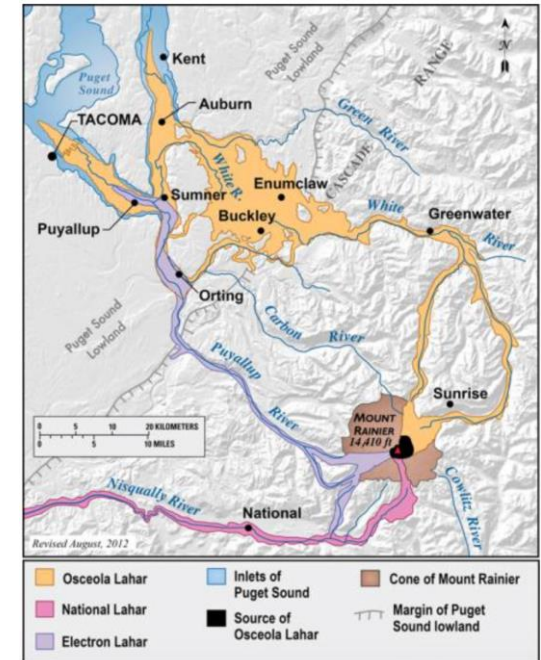 Kent
Puget Sound
Lowland
RANGE
N
Puget
Sound
Auburn
TACOMA
Green River
CASCADE
White R.
Enumclaw
Sumner
Buckley
White
Greenwater
River
Puyallup
Orting
Puget Sound
Lowland
Carbon
River
Puyallup
River
Sunrise
MOUNT
RAINIER
14,410 ft
0 5 10 20 KILOMETERS
0 5 10 MILES
Nisqually River
National
Cowlitz River
Revised August, 2012
Osceola Lahar
National Lahar
Electron Lahar
Inlets of
Puget Sound
Source of
Osceola Lahar
Cone of Mount Rainier
Margin of Puget
Sound lowland